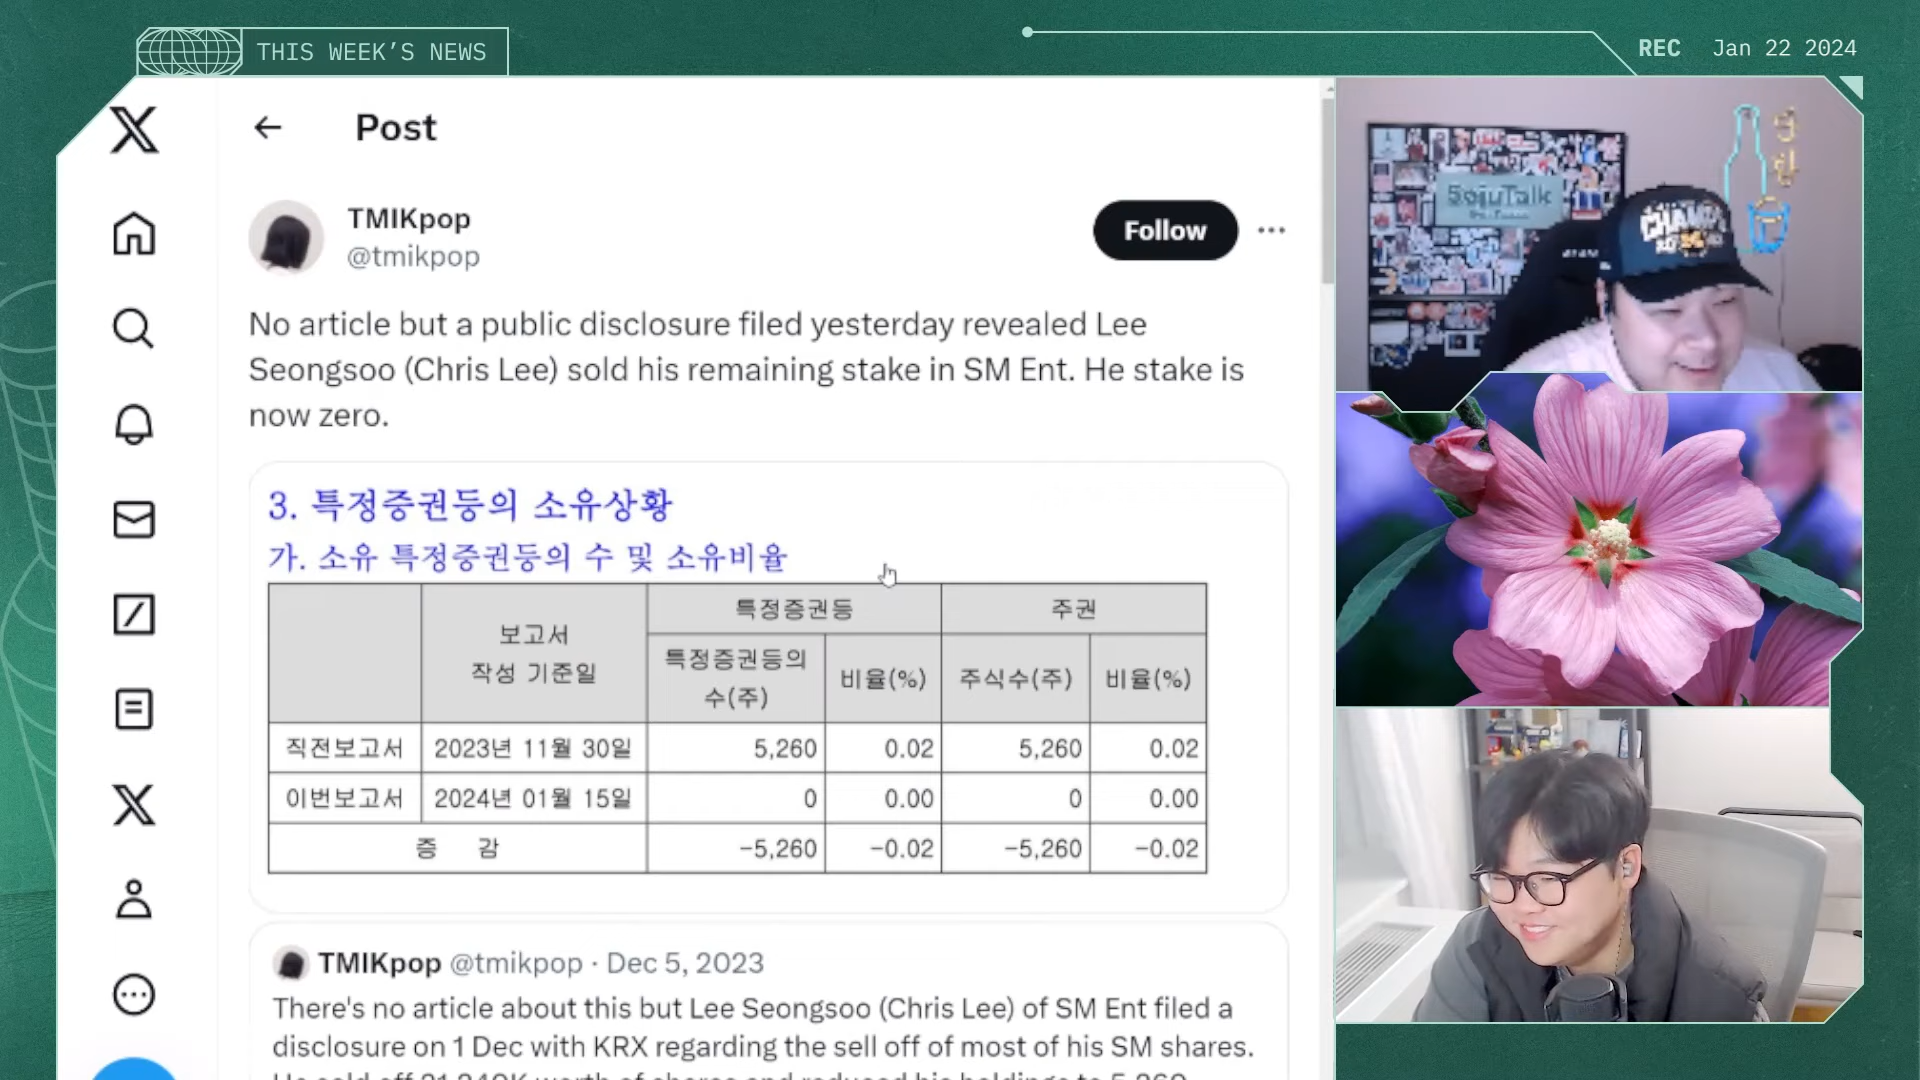 THIS WEEK’S NEWS
REC Jan 22 2024
Post
TMIKpop
@tmikpop
Follow
No article but a public disclosure filed yesterday revealed Lee
Seongsoo (Chris Lee) sold his remaining stake in SM Ent. He stake is
now zero.
3. 특정증권등의 소유상황
가. 소유 특정증권등의 수 및 소유비율
보고서
작성 기준일
특정증권등
주권
특정증권등의
수(주)
비율(%)
주식수(주)
비율(%)
직전보고서 2023년 11월 30일 5,260 0.02 5,260 0.02
이번보고서 2024년 01월 15일 0 0.00 0 0.00
증 감 -5,260 -0.02 -5,260 -0.02
TMIKpop @tmikpop · Dec 5, 2023
There's no article about this but Lee Seongsoo (Chris Lee) of SM Ent filed a
disclosure on 1 Dec with KRX regarding the sell off of most of his SM shares.
SojuTalk
CHAMPS